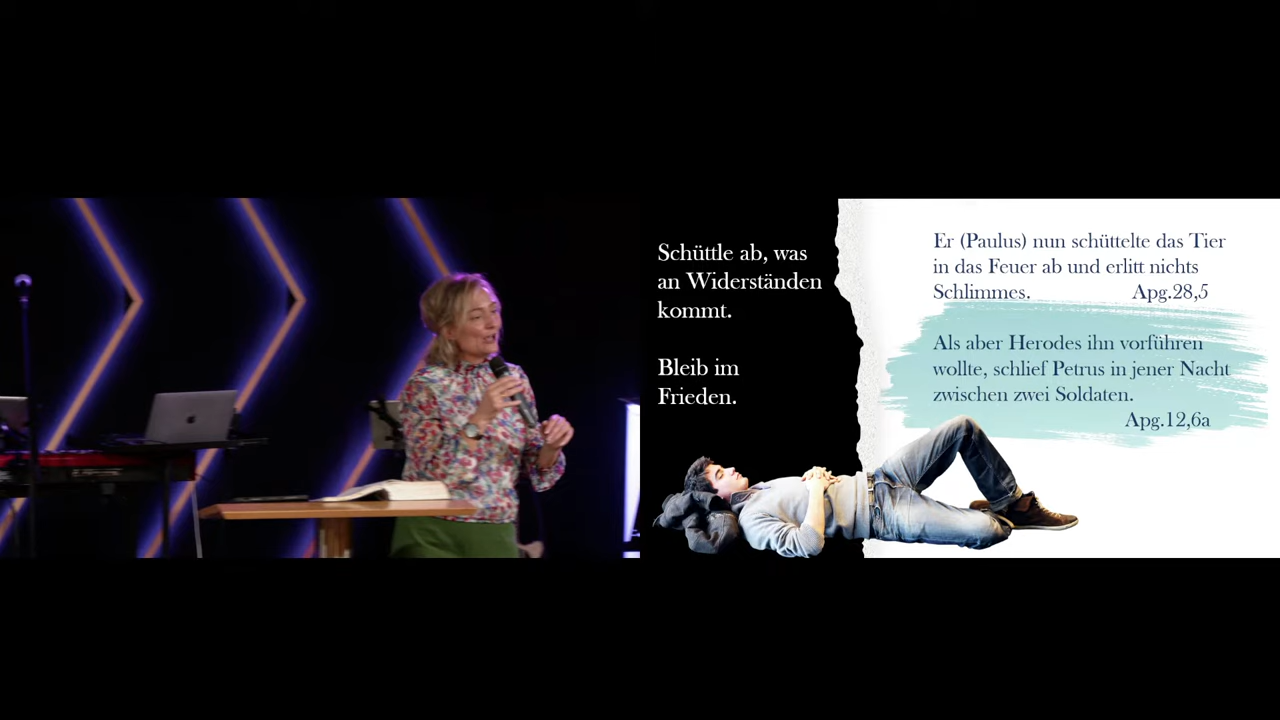 Schüttle ab, was
an Widerständen
kommt.
Bleib im
Frieden.
Er (Paulus) nun schüttelte das Tier
in das Feuer ab und erlitt nichts
Schlimmes. Apg.28,5
Als aber Herodes ihn vorführen
wollte, schlief Petrus in jener Nacht
zwischen zwei Soldaten.
Apg.12,6a